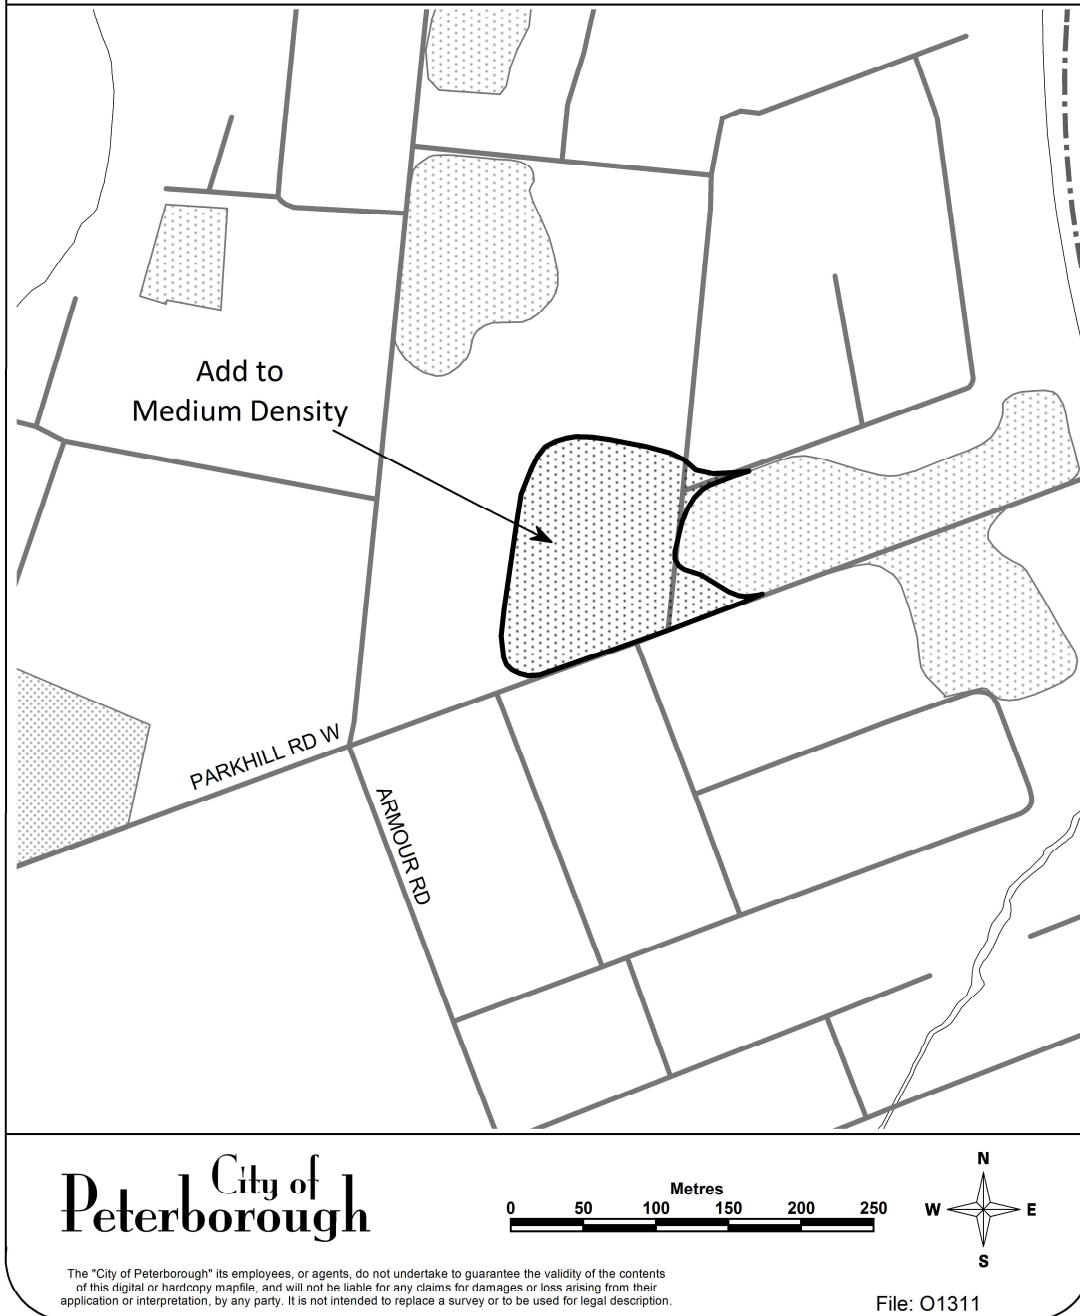 Add to
Medium Density
PARKHILL RD W
ARMOUR RD
City of
Peterborough
Metres
0 50 100 150 200 250
N
W E
S
The "City of Peterborough" its employees, or agents, do not undertake to guarantee the validity of the contents
of this digital or hardcopy mapfile, and will not be liable for any claims for damages or loss arising from their
application or interpretation, by any party. It is not intended to replace a survey or to be used for legal description.
File: O1311